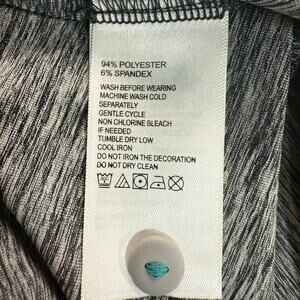 94% POLYESTER
6% SPANDEX
WASH BEFORE WEARING
MACHINE WASH COLD
SEPARATELY
GENTLE CYCLE
NON CHLORINE BLEACH
IF NEEDED
TUMBLE DRY LOW
COOL IRON
DO NOT IRON THE DECORATION
DO NOT DRY CLEAN